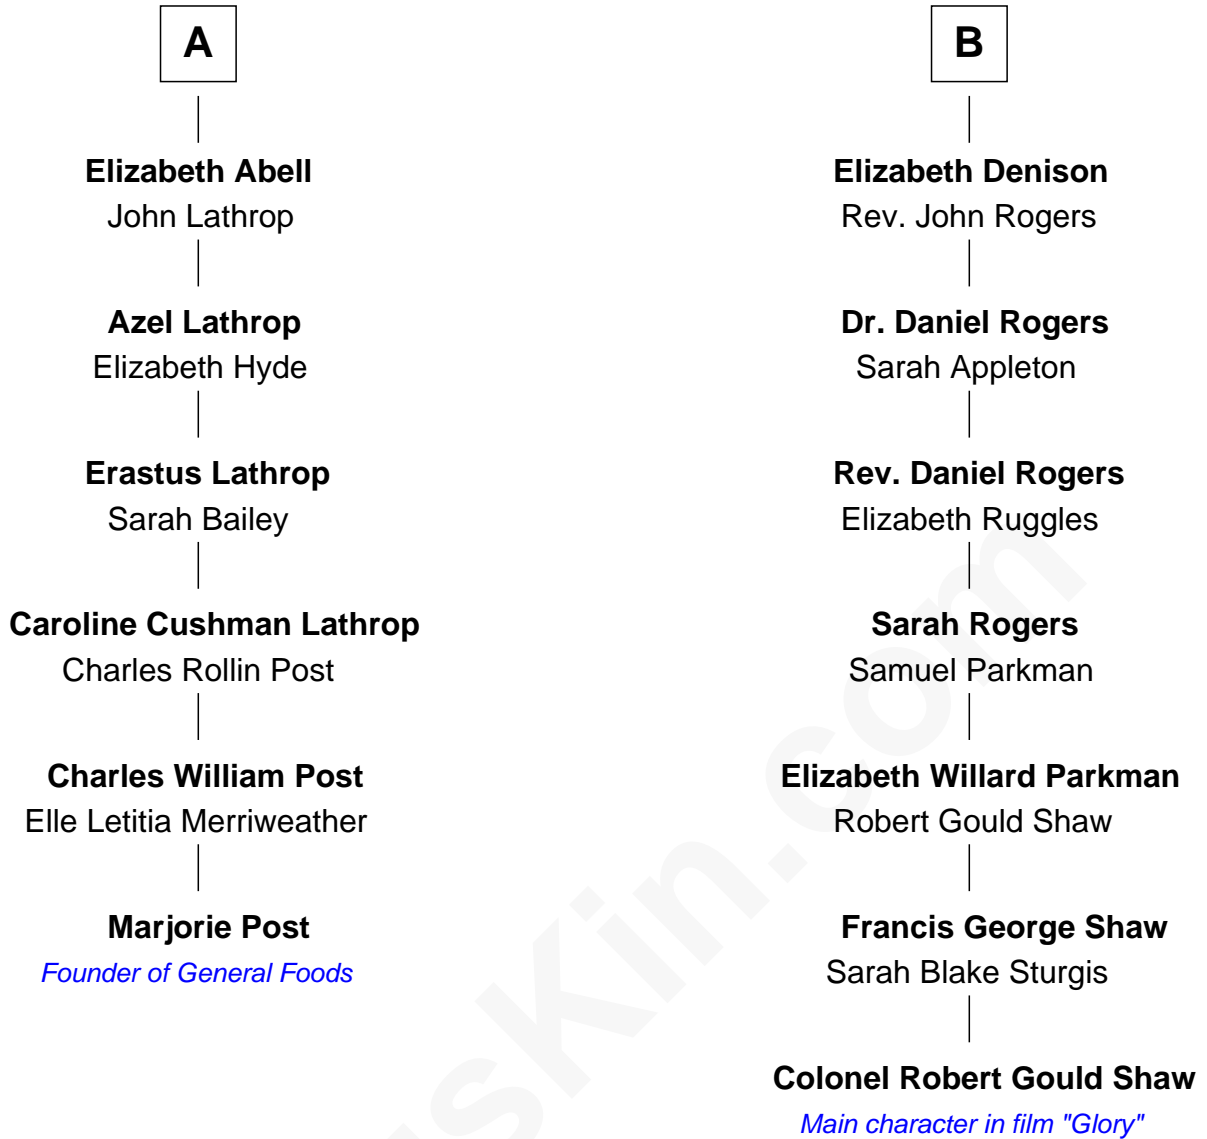 A
Elizabeth Abell
John Lathrop
Azel Lathrop
Elizabeth Hyde
Erastus Lathrop
Sarah Bailey
Caroline Cushman Lathrop
Charles Rollin Post
Charles William Post
Elle Letitia Merriweather
Marjorie Post
Founder of General Foods
B
Elizabeth Denison
Rev. John Rogers
Dr. Daniel Rogers
Sarah Appleton
Rev. Daniel Rogers
Elizabeth Ruggles
Sarah Rogers
Samuel Parkman
Elizabeth Willard Parkman
Robert Gould Shaw
Francis George Shaw
Sarah Blake Sturgis
Colonel Robert Gould Shaw
Main character in film "Glory"
sKin.com